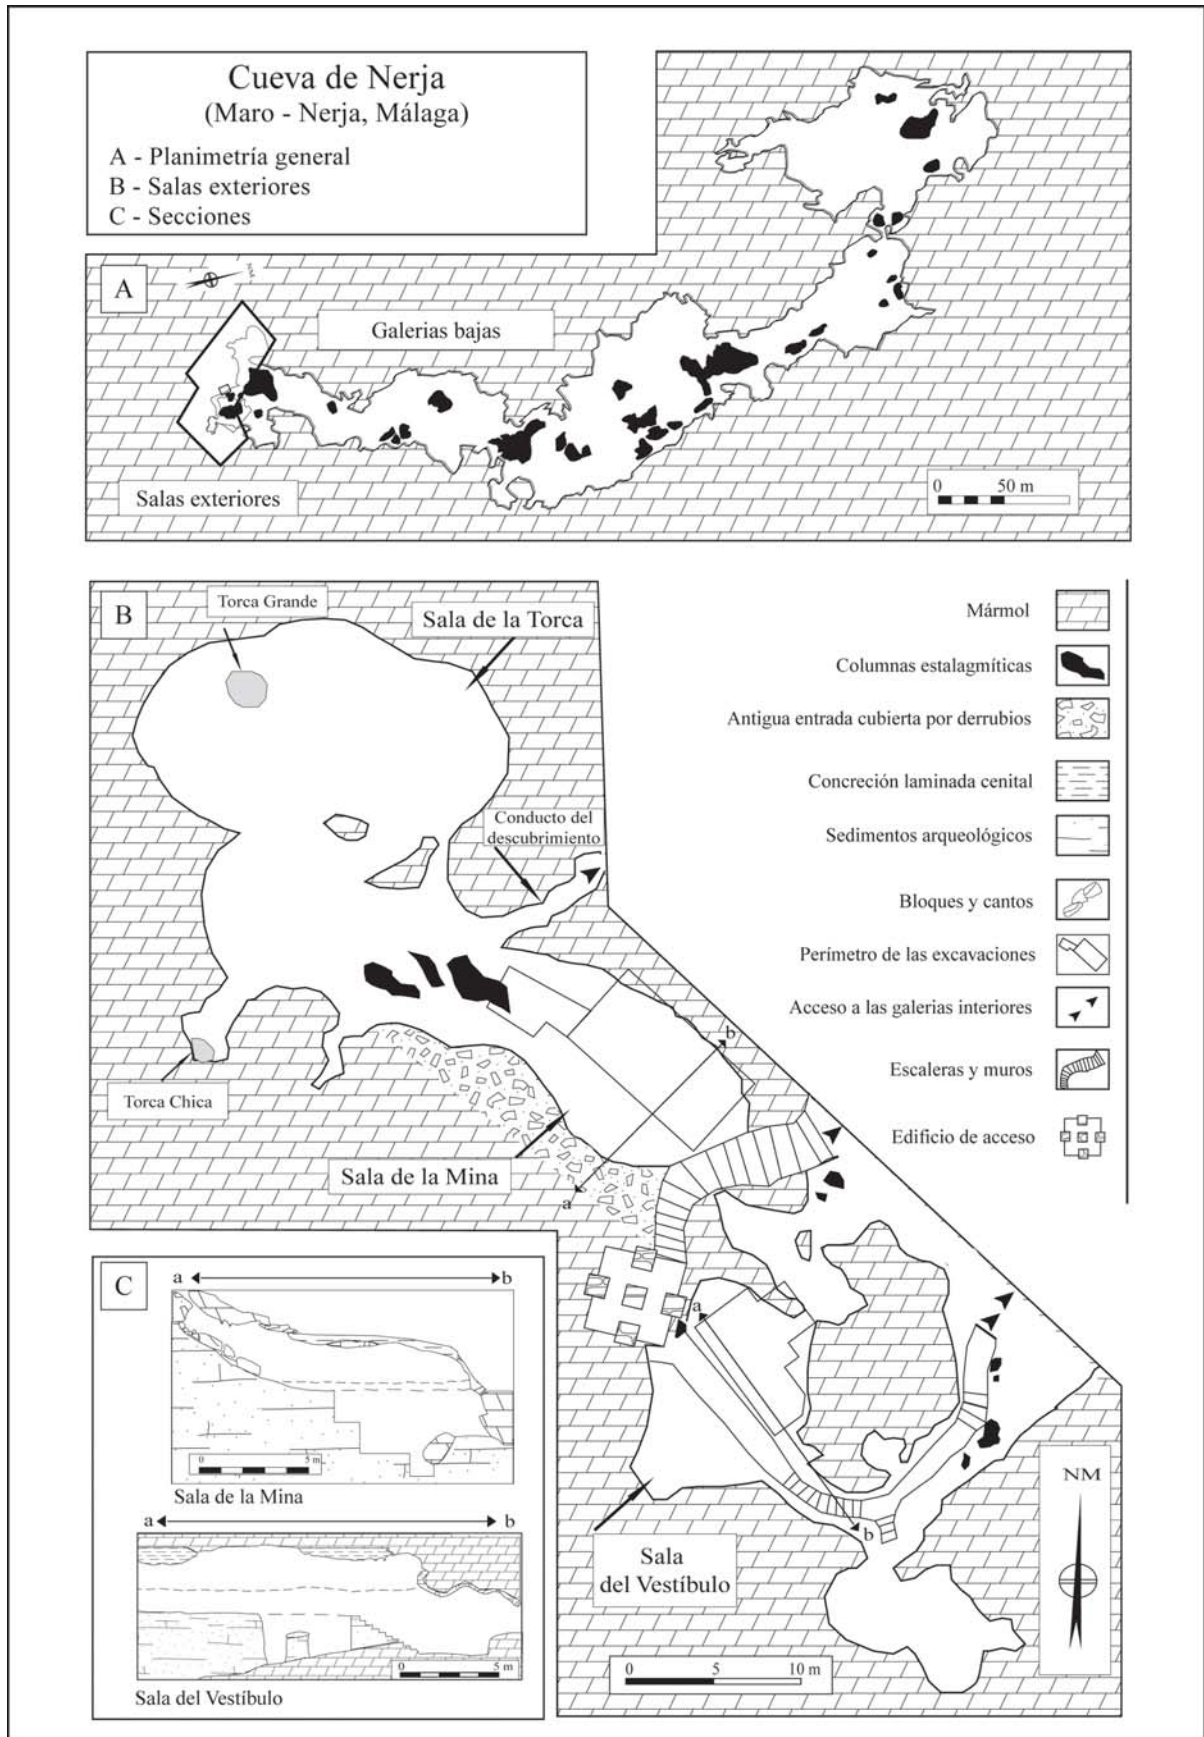 Cueva de Nerja
(Maro - Nerja, Málaga)
A - Planimetría general
B - Salas exteriores
C - Secciones
A
Galerias bajas
Salas exteriores
0 50 m
B
Torca Grande
Sala de la Torca
Conducto del
descubrimiento
b
Torca Chica
Sala de la Mina
a
a
b
Sala
del Vestíbulo
0 5 10 m
NM
Mármol
Columnas estalagmíticas
Antigua entrada cubierta por derrubios
Concreción laminada cenital
Sedimentos arqueológicos
Bloques y cantos
Perímetro de las excavaciones
Acceso a las galerias interiores
Escaleras y muros
Edificio de acceso
C
a b
0 5 m
Sala de la Mina
a b
0 5 m
Sala del Vestíbulo